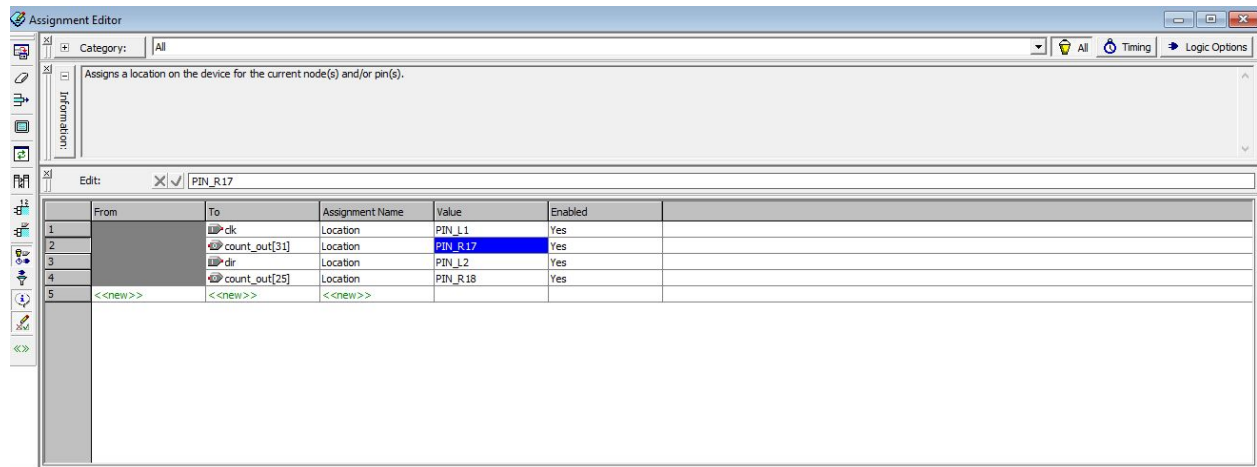 Assignment Editor
Category: All All Timing Logic Options
Information: Assigns a location on the device for the current node(s) and/or pin(s).
Edit: PIN_R17
From To Assignment Name Value Enabled
1 clk Location PIN_L1 Yes
2 count_out[31] Location PIN_R17 Yes
3 dir Location PIN_L2 Yes
4 count_out[25] Location PIN_R18 Yes
5 <<new>> <<new>> <<new>>